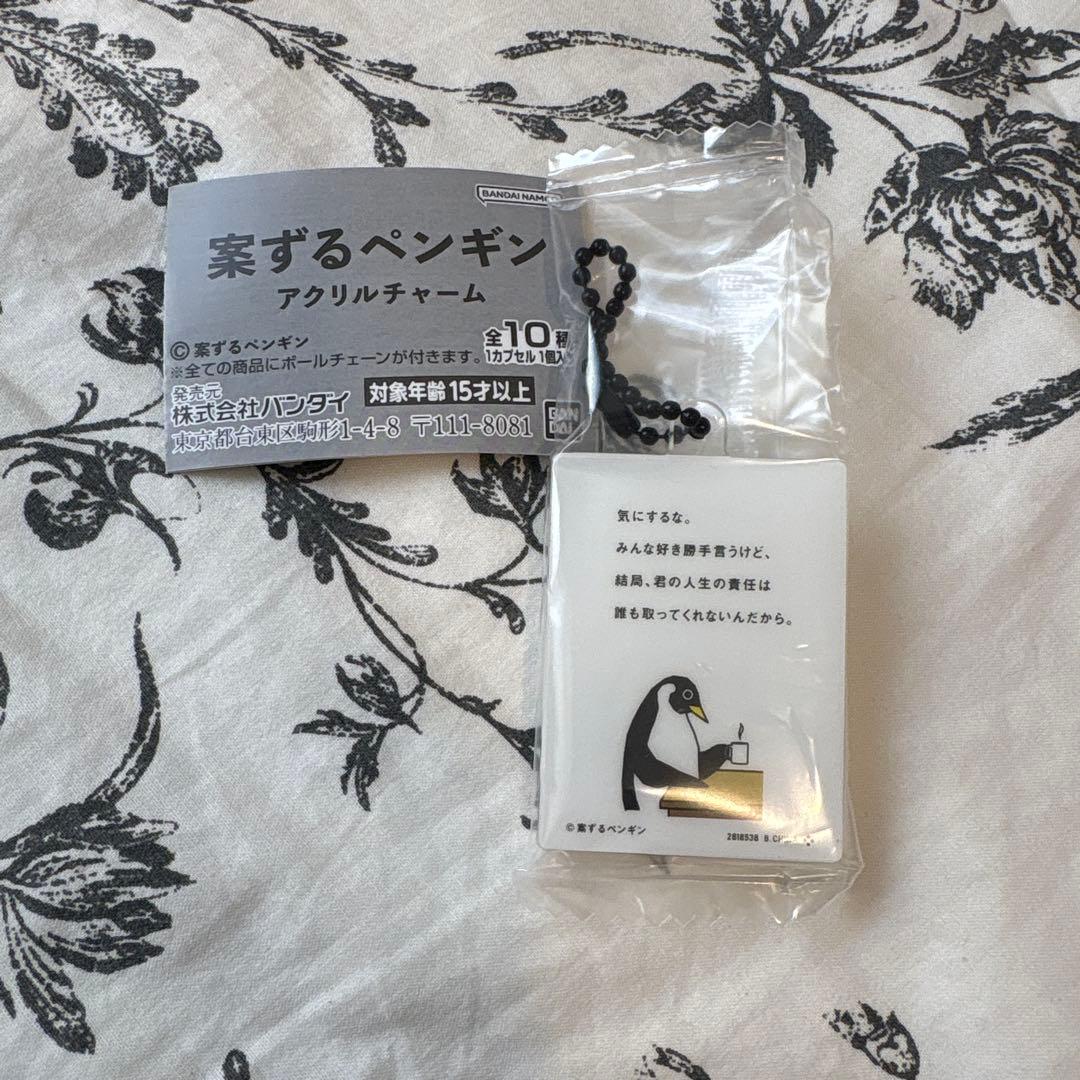 BANDAI
案ずるペンギン
アクリルチャーム
© 案ずるペンギン
全10種
※全ての商品にボールチェーンが付きます。
1カプセル 1個入
発売元
株式会社バンダイ
対象年齢 15才以上
東京都台東区駒形1-4-8 〒111-8081
BAN
DAI
気にするな。
みんな好き勝手言うけど、
結局、君の人生の責任は
誰も取ってくれないんだから。
©案ずるペンギン
2818538 B.